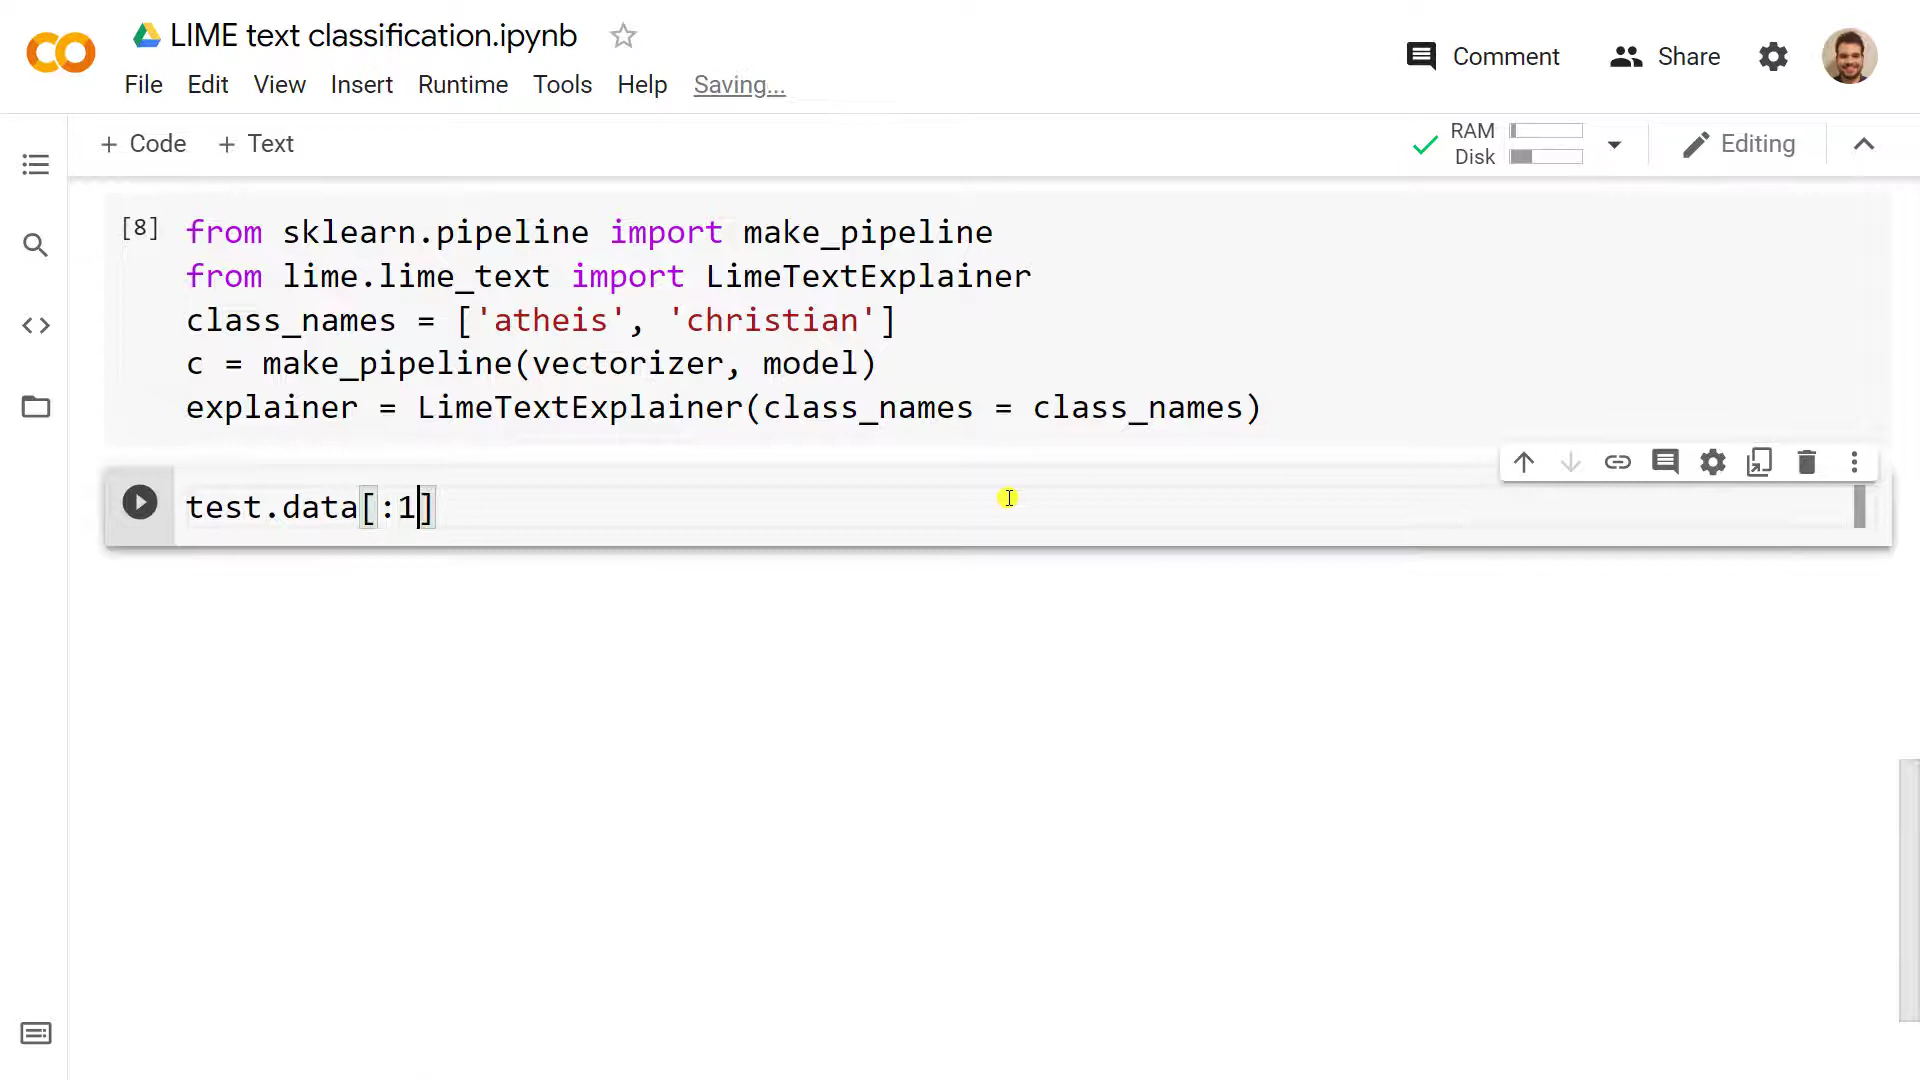 LIME text classification.ipynb
File Edit View Insert Runtime Tools Help Saving...
Comment Share
+ Code + Text
RAM
Disk
Editing
[8] from sklearn.pipeline import make_pipeline
from lime.lime_text import LimeTextExplainer
class_names = ['atheis', 'christian']
c = make_pipeline(vectorizer, model)
explainer = LimeTextExplainer(class_names = class_names)
test.data[:1]